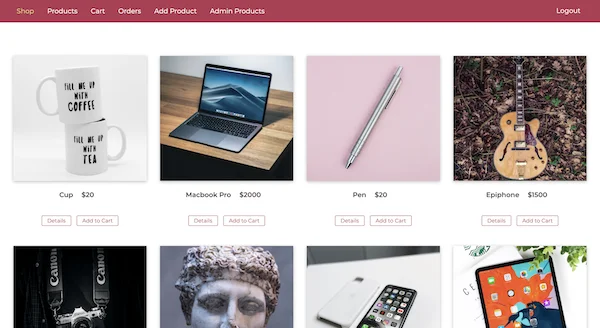 Shop Products Cart Orders Add Product Admin Products Logout
FILL ME UP
WITH
COFFEE
FILL ME UP
WITH
TEA
Cup $20 Macbook Pro $2000 Pen $20 Epiphone $1500
Details Add to Cart Details Add to Cart Details Add to Cart Details Add to Cart
Canon Canon